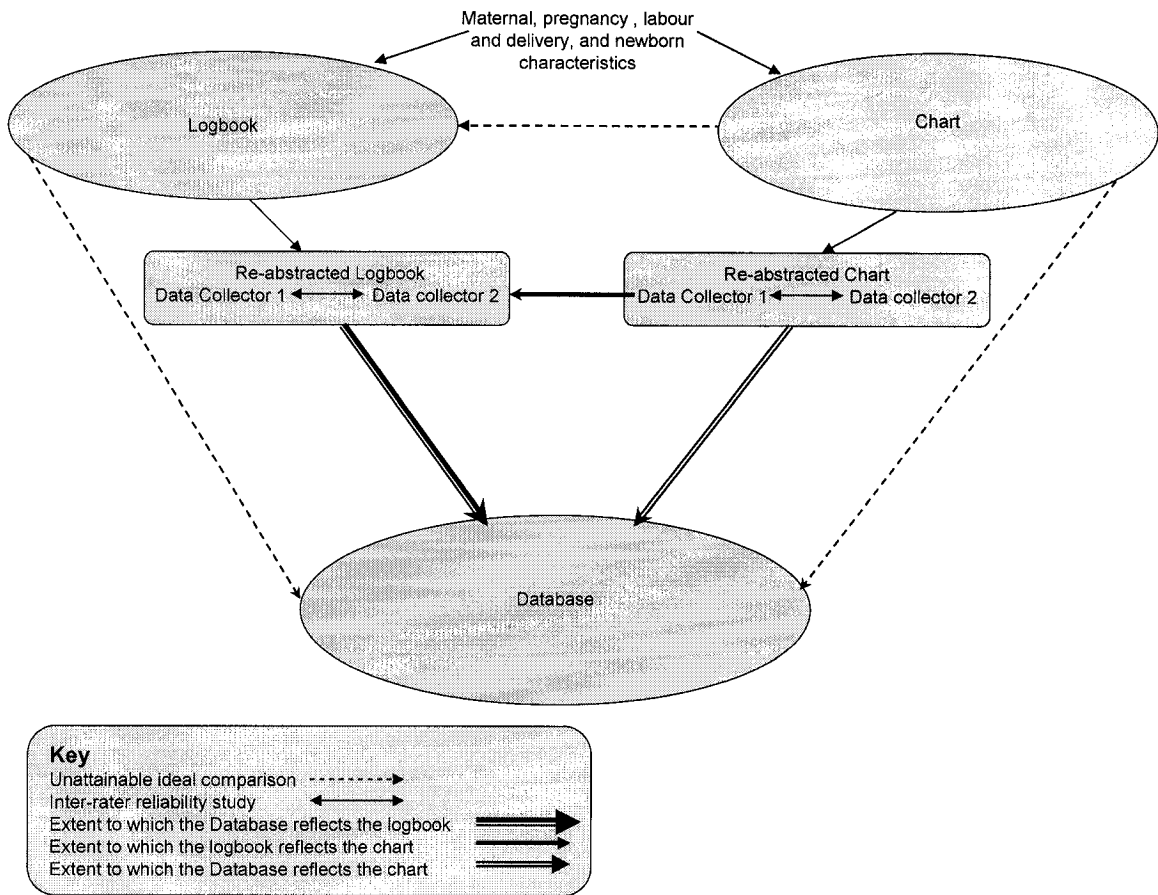 Maternal, pregnancy , labour
and delivery, and newborn
characteristics
Logbook
Chart
Re-abstracted Logbook
Data Collector 1 Data collector 2
Re-abstracted Chart
Data Collector 1 Data collector 2
Database
Key
Unattainable ideal comparison
Inter-rater reliability study
Extent to which the Database reflects the logbook
Extent to which the logbook reflects the chart
Extent to which the Database reflects the chart